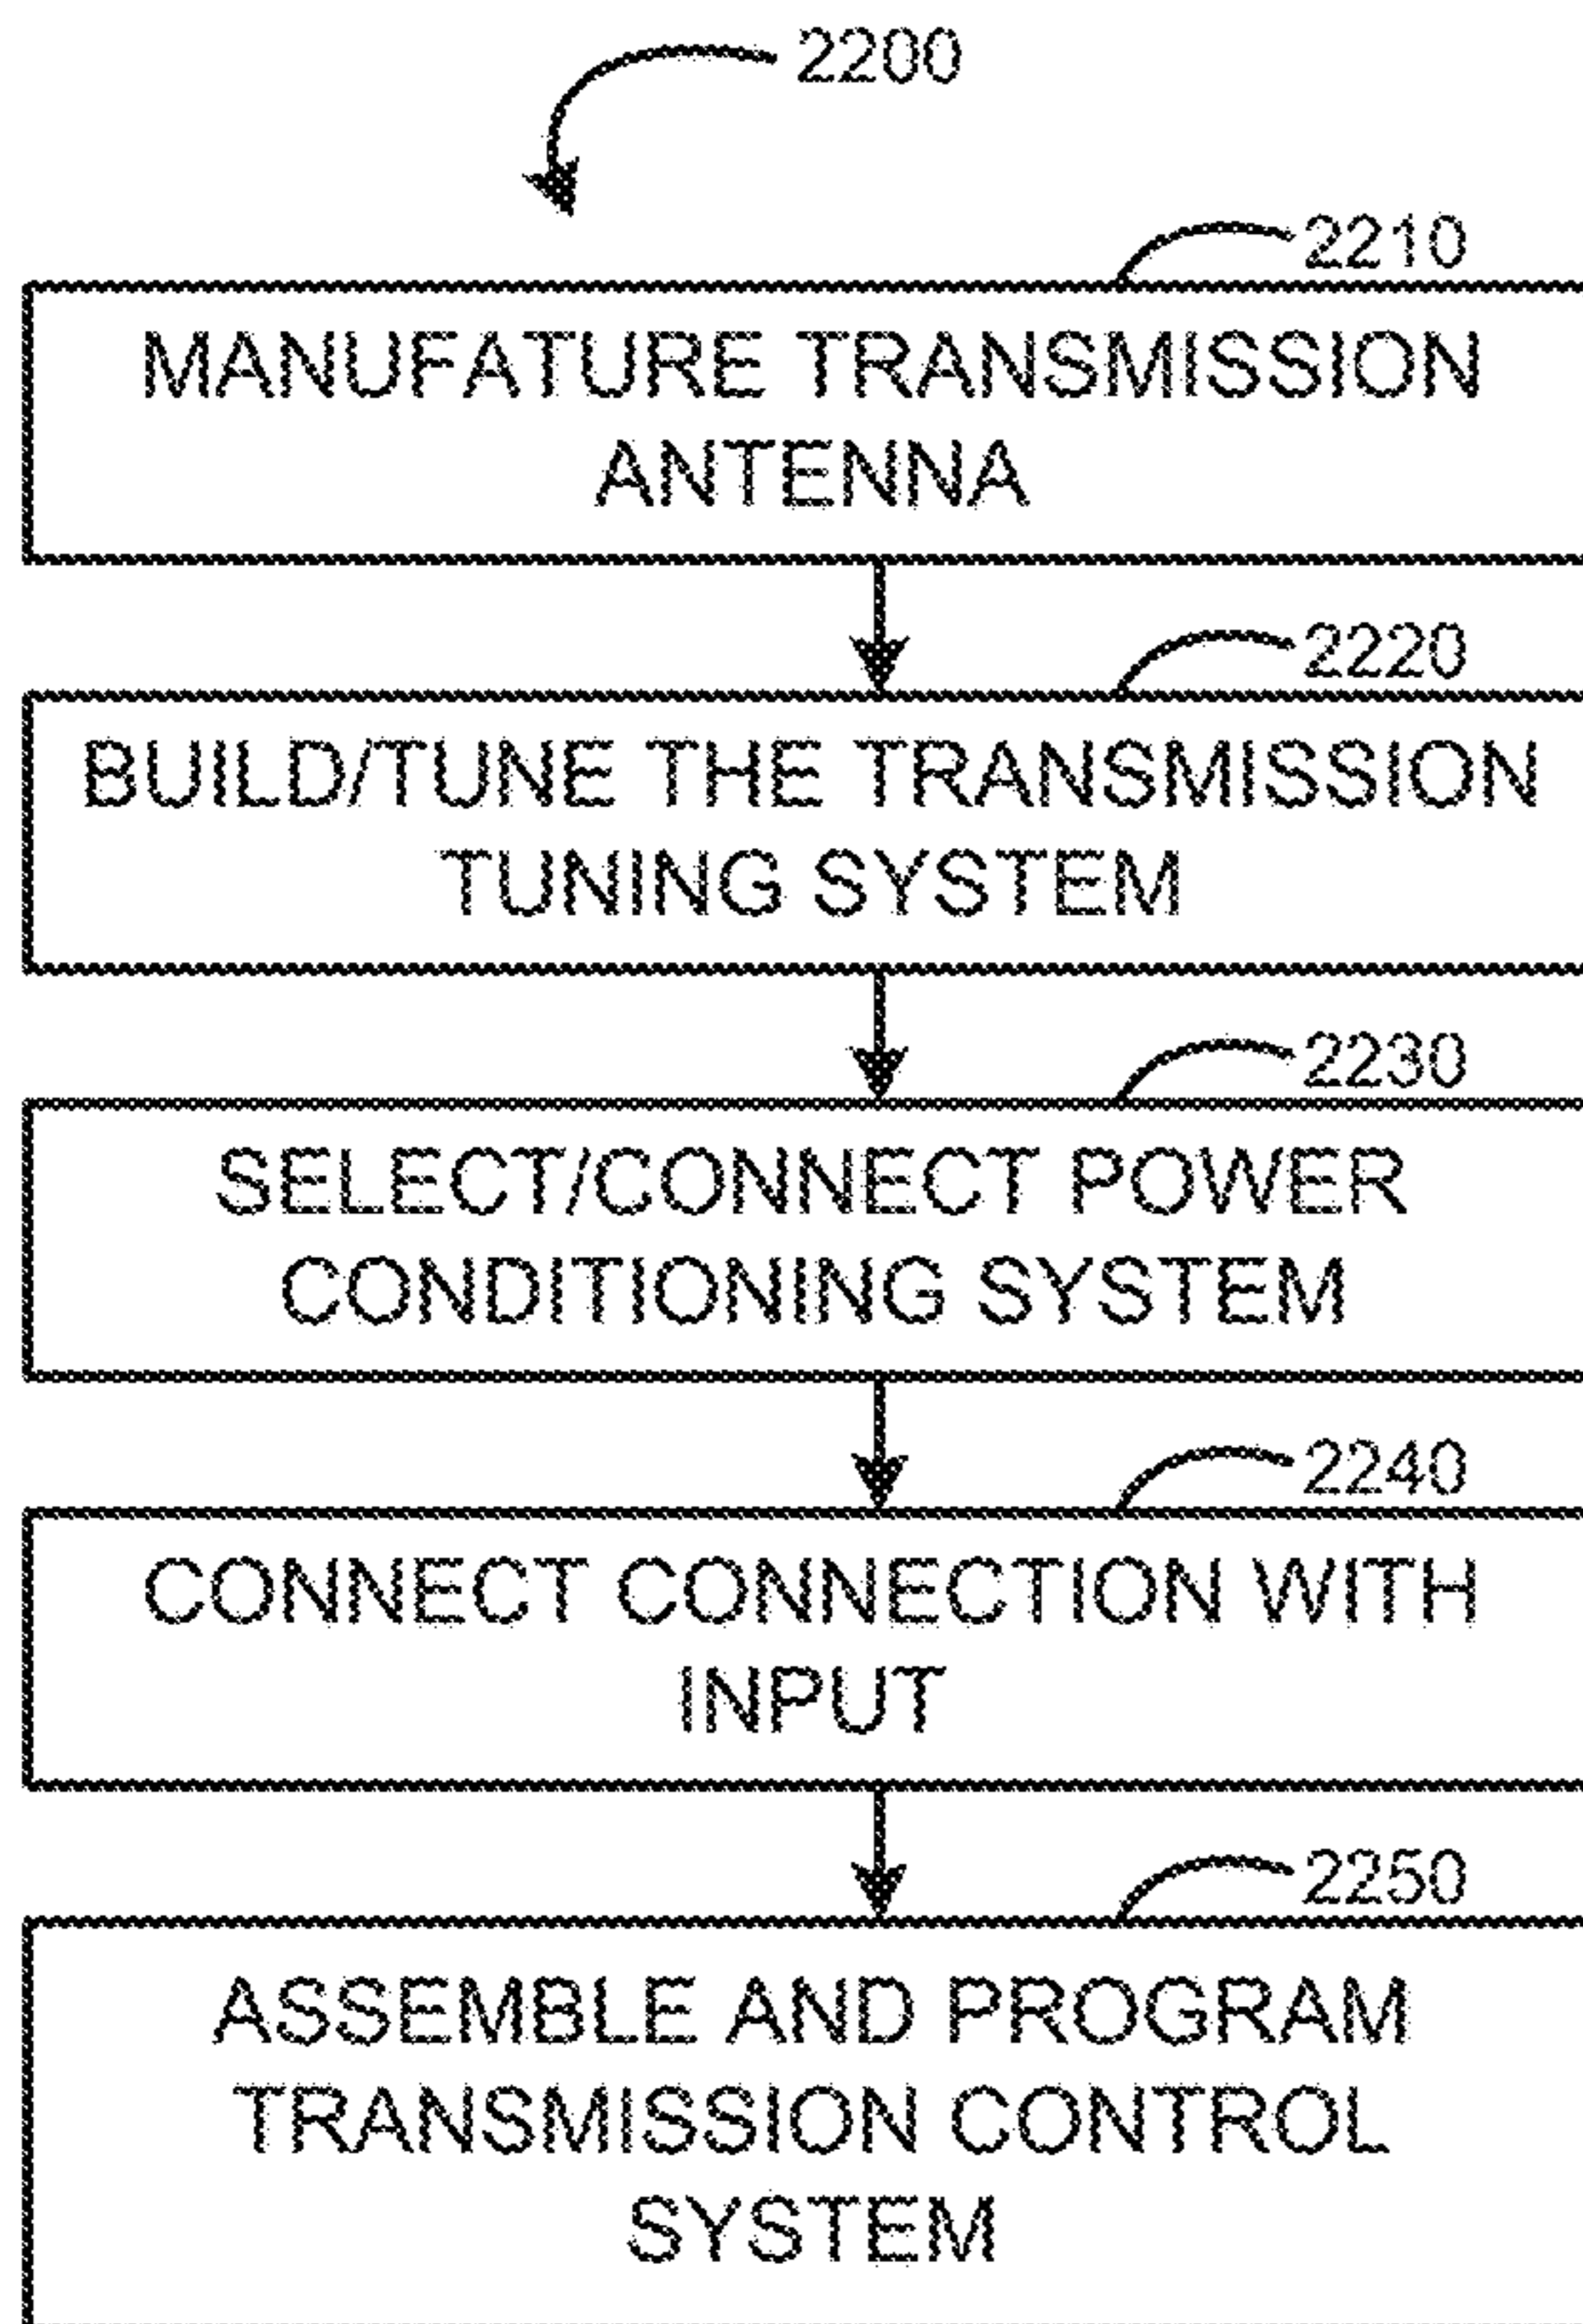 2200
2210
MANUFATURE TRANSMISSION
ANTENNA
2220
BUILD/TUNE THE TRANSMISSION
TUNING SYSTEM
2230
SELECT/CONNECT POWER
CONDITIONING SYSTEM
2240
CONNECT CONNECTION WITH
INPUT
2250
ASSEMBLE AND PROGRAM
TRANSMISSION CONTROL
SYSTEM